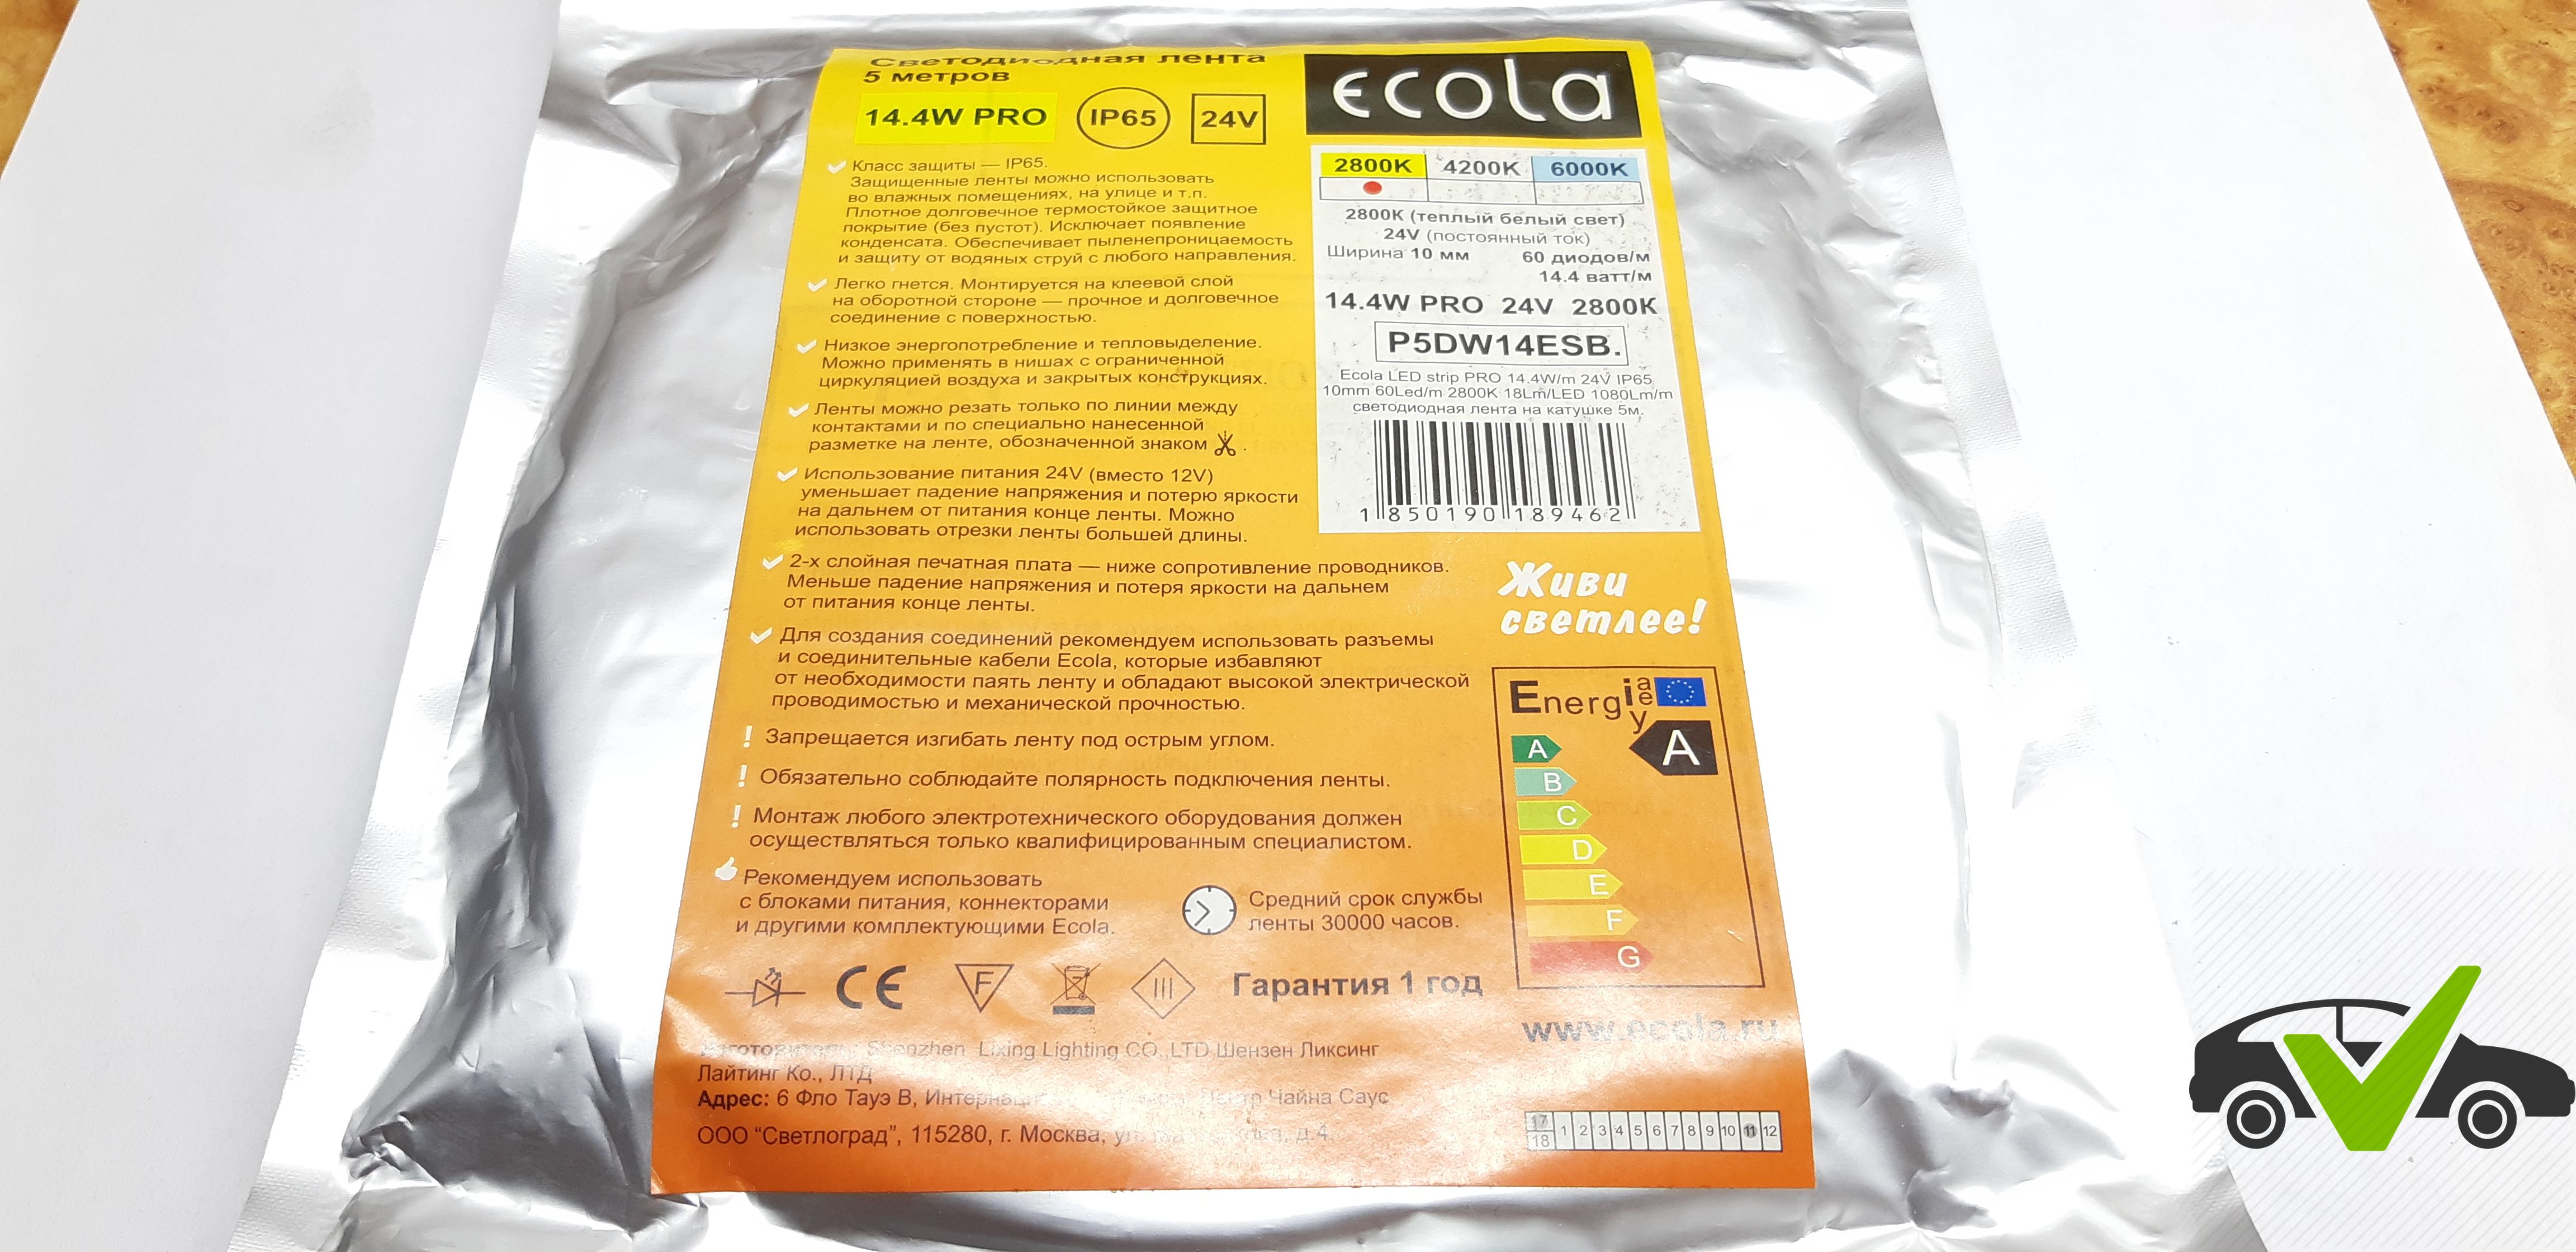 Светодиодная лента
5 метров
14.4W PRO
IP65
24V
ecola
Класс защиты — IP65.
Защищенные ленты можно использовать
во влажных помещениях, на улице и т.п.
Плотное долговечное термостойкое защитное
покрытие (без пустот). Исключает появление
конденсата. Обеспечивает пыленепроницаемость
и защиту от водяных струй с любого направления.
Легко гнется. Монтируется на клеевой слой
на оборотной стороне — прочное и долговечное
соединение с поверхностью.
Низкое энергопотребление и тепловыделение.
Можно применять в нишах с ограниченной
циркуляцией воздуха и закрытых конструкциях.
Ленты можно резать только по линии между
контактами и по специально нанесенной
разметке на ленте, обозначенной знаком .
Использование питания 24V (вместо 12V)
уменьшает падение напряжения и потерю яркости
на дальнем от питания конце ленты. Можно
использовать отрезки ленты большей длины.
2-х слойная печатная плата — ниже сопротивление проводников.
Меньше падение напряжения и потеря яркости на дальнем
от питания конце ленты.
Для создания соединений рекомендуем использовать разъемы
и соединительные кабели Ecola, которые избавляют
от необходимости паять ленту и обладают высокой электрической
проводимостью и механической прочностью.
! Запрещается изгибать ленту под острым углом.
! Обязательно соблюдайте полярность подключения ленты.
! Монтаж любого электротехнического оборудования должен
осуществляться только квалифицированным специалистом.
Рекомендуем использовать
с блоками питания, коннекторами
и другими комплектующими Ecola.
Средний срок службы
ленты 30000 часов.
CE
F
III
Гарантия 1 год
Изготовитель: Shenzhen Lixing Lighting CO.,LTD Шензен Ликсинг
Лайтинг Ко., ЛТД
Адрес: 6 Фло Тауэ В, Чайна Саус
ООО “Светлоград”, 115280, г. Москва, ул. д.4
2800K 4200K 6000K
2800K (теплый белый свет)
24V (постоянный ток)
Ширина 10 мм 60 диодов/м
14.4 ватт/м
14.4W PRO 24V 2800K
P5DW14ESB.
Ecola LED strip PRO 14.4W/m 24V IP65
10mm 60Led/m 2800K 18Lm/LED 1080Lm/m
светодиодная лента на катушке 5м.
1 850190 189462
Живи
светлее!
Energ i a e y
A
A
B
C
D
E
F
G
www.ecola.ru
17
18
1 2 3 4 5 6 7 8 9 10 11 12